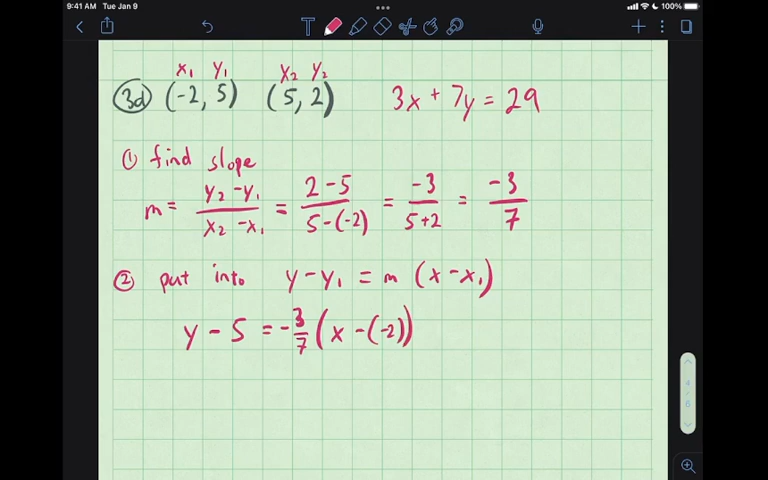 9:41 AM Tue Jan 9 100%
x₁ y₁ x₂ y₂
3d (-2, 5) (5, 2) 3x + 7y = 29
① find slope
m = (y₂ - y₁)/(x₂ - x₁) = (2 - 5)/(5 - (-2)) = -3/(5+2) = -3/7
② put into y - y₁ = m (x - x₁)
y - 5 = -3/7 (x - (-2))